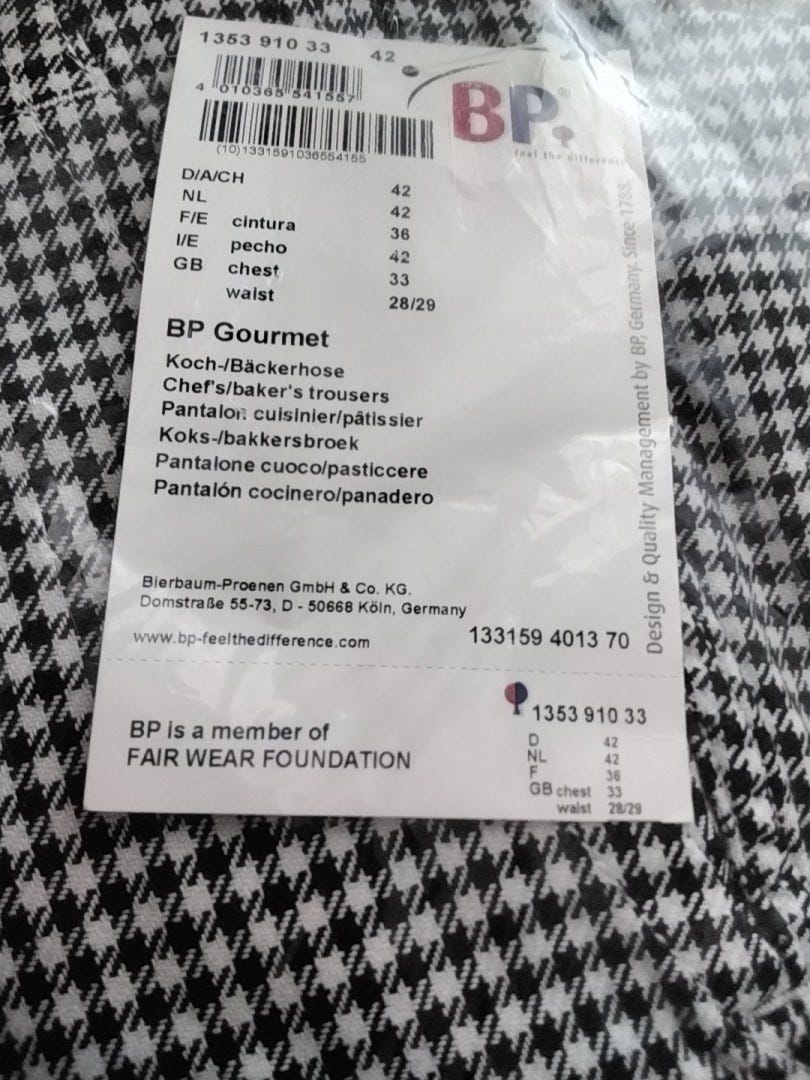 1353 910 33 42
4 010365 541557
(10)1331591036554155
BP
feel the difference
D/A/CH 42
NL 42
F/E cintura 36
I/E pecho 42
GB chest 33
waist 28/29
BP Gourmet
Koch-/Bäckerhose
Chef's/baker's trousers
Pantalon cuisinier/pâtissier
Koks-/bakkersbroek
Pantalone cuoco/pasticcere
Pantalón cocinero/panadero
Bierbaum-Proenen GmbH & Co. KG.
Domstraße 55-73, D - 50668 Köln, Germany
www.bp-feelthedifference.com 133159 4013 70
Design & Quality Management by BP, Germany. Since 1788.
BP is a member of
FAIR WEAR FOUNDATION
1353 910 33
D 42
NL 42
F 36
GB chest 33
waist 28/29